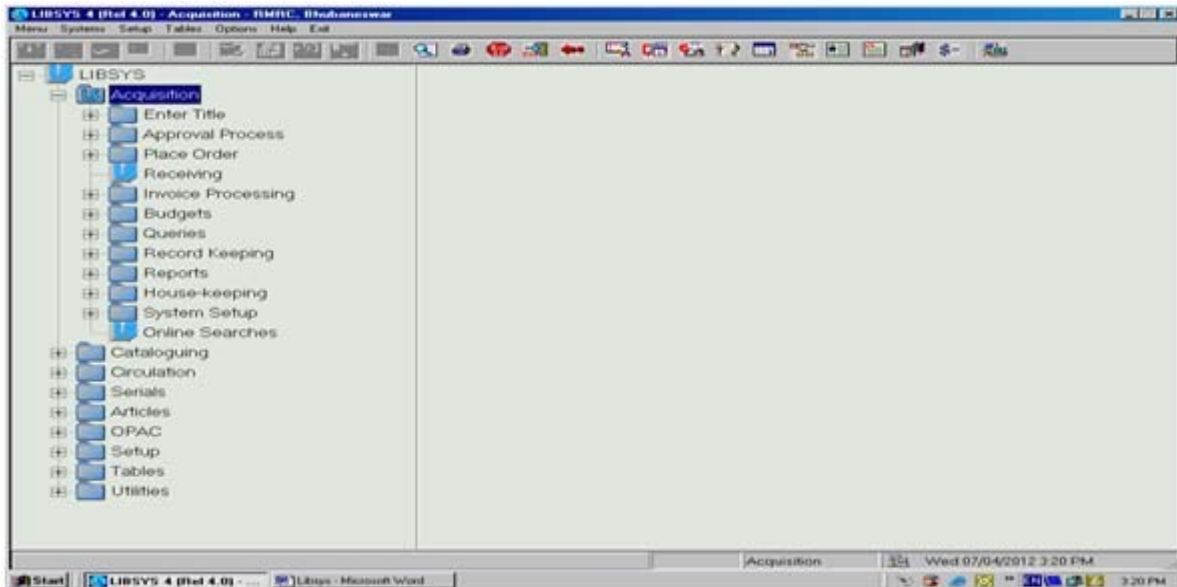 LIBSYS 4 (Rel 4.0) - Acquisition - RMRC, Bhubaneswar
Menu Systems Setup Tables Options Help Exit
LIBSYS
Acquisition
Enter Title
Approval Process
Place Order
Receiving
Invoice Processing
Budgets
Queries
Record Keeping
Reports
House-keeping
System Setup
Online Searches
Cataloguing
Circulation
Serials
Articles
OPAC
Setup
Tables
Utilities
Acquisition Wed 07/04/2012 3:20 PM
Start LIBSYS 4 (Rel 4.0) - ... Libsys - Microsoft Word EN 3:20 PM